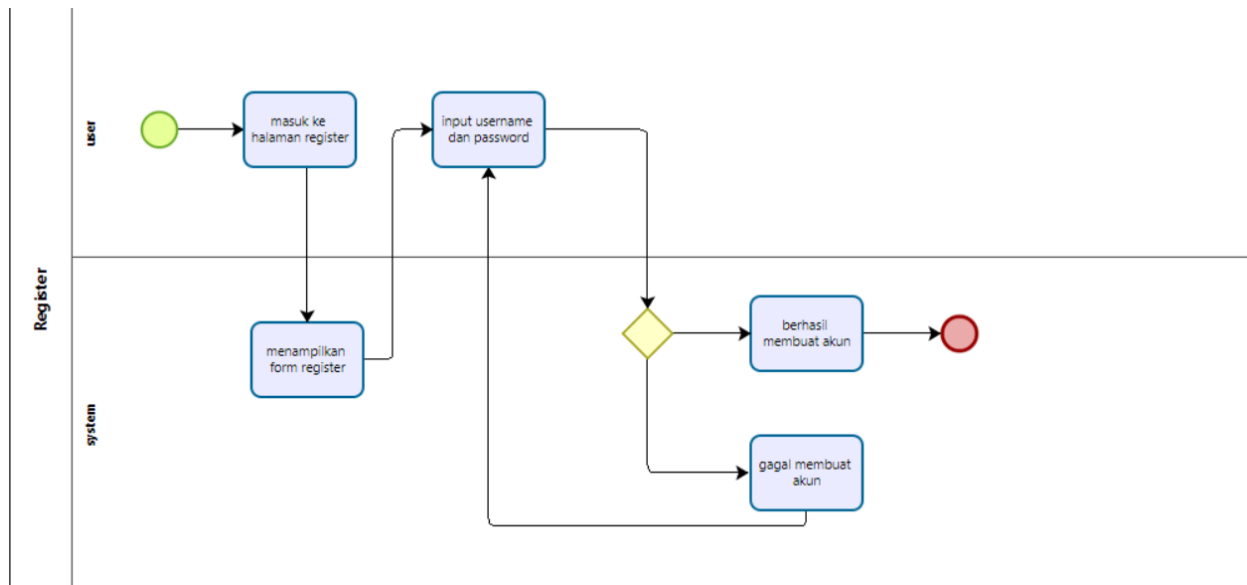 Register
user
masuk ke
halaman register
input username
dan password
system
menampilkan
form register
berhasil
membuat akun
gagal membuat
akun